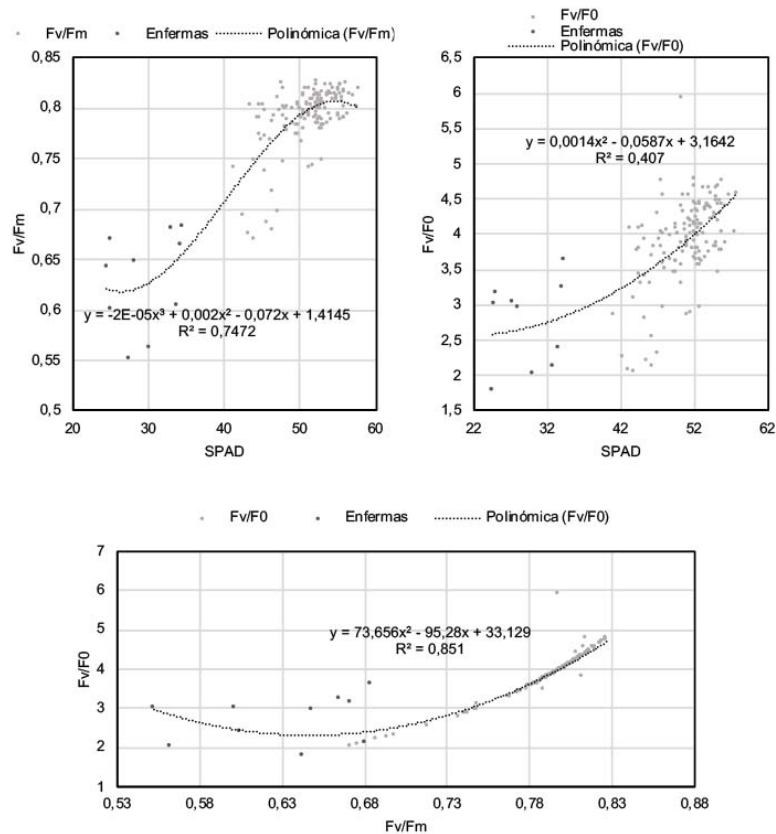 Fv/Fm Enfermas Polinómica (Fv/Fm)
0,85
0,8
0,75
0,7
0,65
0,6
0,55
0,5
Fv/Fm
y = -2E-05x³ + 0,002x² - 0,072x + 1,4145
R² = 0,7472
20 30 40 50 60
SPAD
Fv/F0
Enfermas
Polinómica (Fv/F0)
6,5
6
5,5
5
4,5
4
3,5
3
2,5
2
1,5
Fv/F0
y = 0,0014x² - 0,0587x + 3,1642
R² = 0,407
22 32 42 52 62
SPAD
Fv/F0 Enfermas Polinómica (Fv/F0)
7
6
5
4
3
2
1
Fv/F0
y = 73,656x² - 95,28x + 33,129
R² = 0,851
0,53 0,58 0,63 0,68 0,73 0,78 0,83 0,88
Fv/Fm